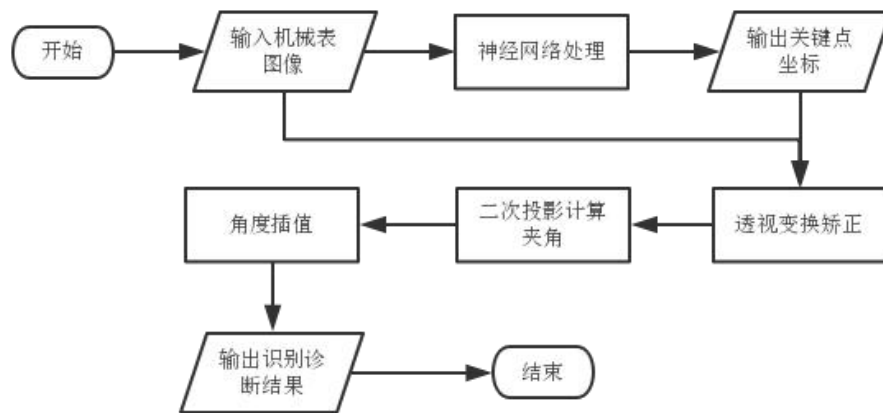 开始
输入机械表
图像
神经网络处理
输出关键点
坐标
透视变换矫正
二次投影计算
夹角
角度插值
输出识别诊
断结果
结束